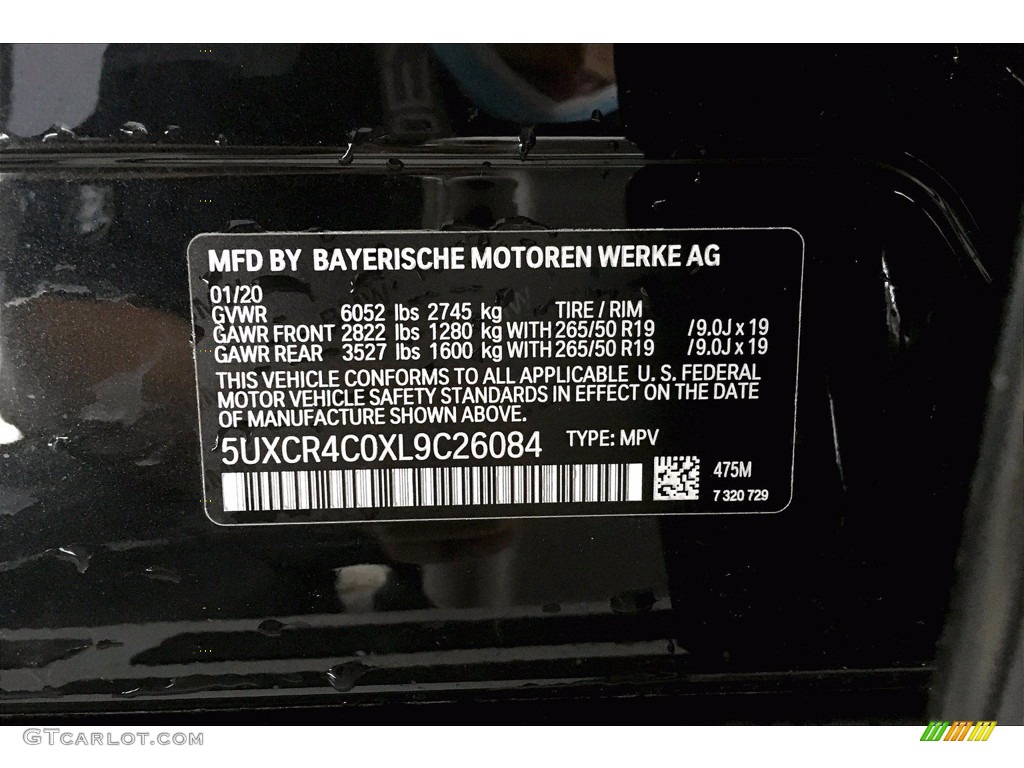 MFD BY BAYERISCHE MOTOREN WERKE AG
01/20
GVWR 6052 lbs 2745 kg TIRE / RIM
GAWR FRONT 2822 lbs 1280 kg WITH 265/50 R19 /9.0J x 19
GAWR REAR 3527 lbs 1600 kg WITH 265/50 R19 /9.0J x 19
THIS VEHICLE CONFORMS TO ALL APPLICABLE U.S. FEDERAL
MOTOR VEHICLE SAFETY STANDARDS IN EFFECT ON THE DATE
OF MANUFACTURE SHOWN ABOVE.
5UXCR4C0XL9C26084 TYPE: MPV
475M
7 320 729
GTcarlot.com